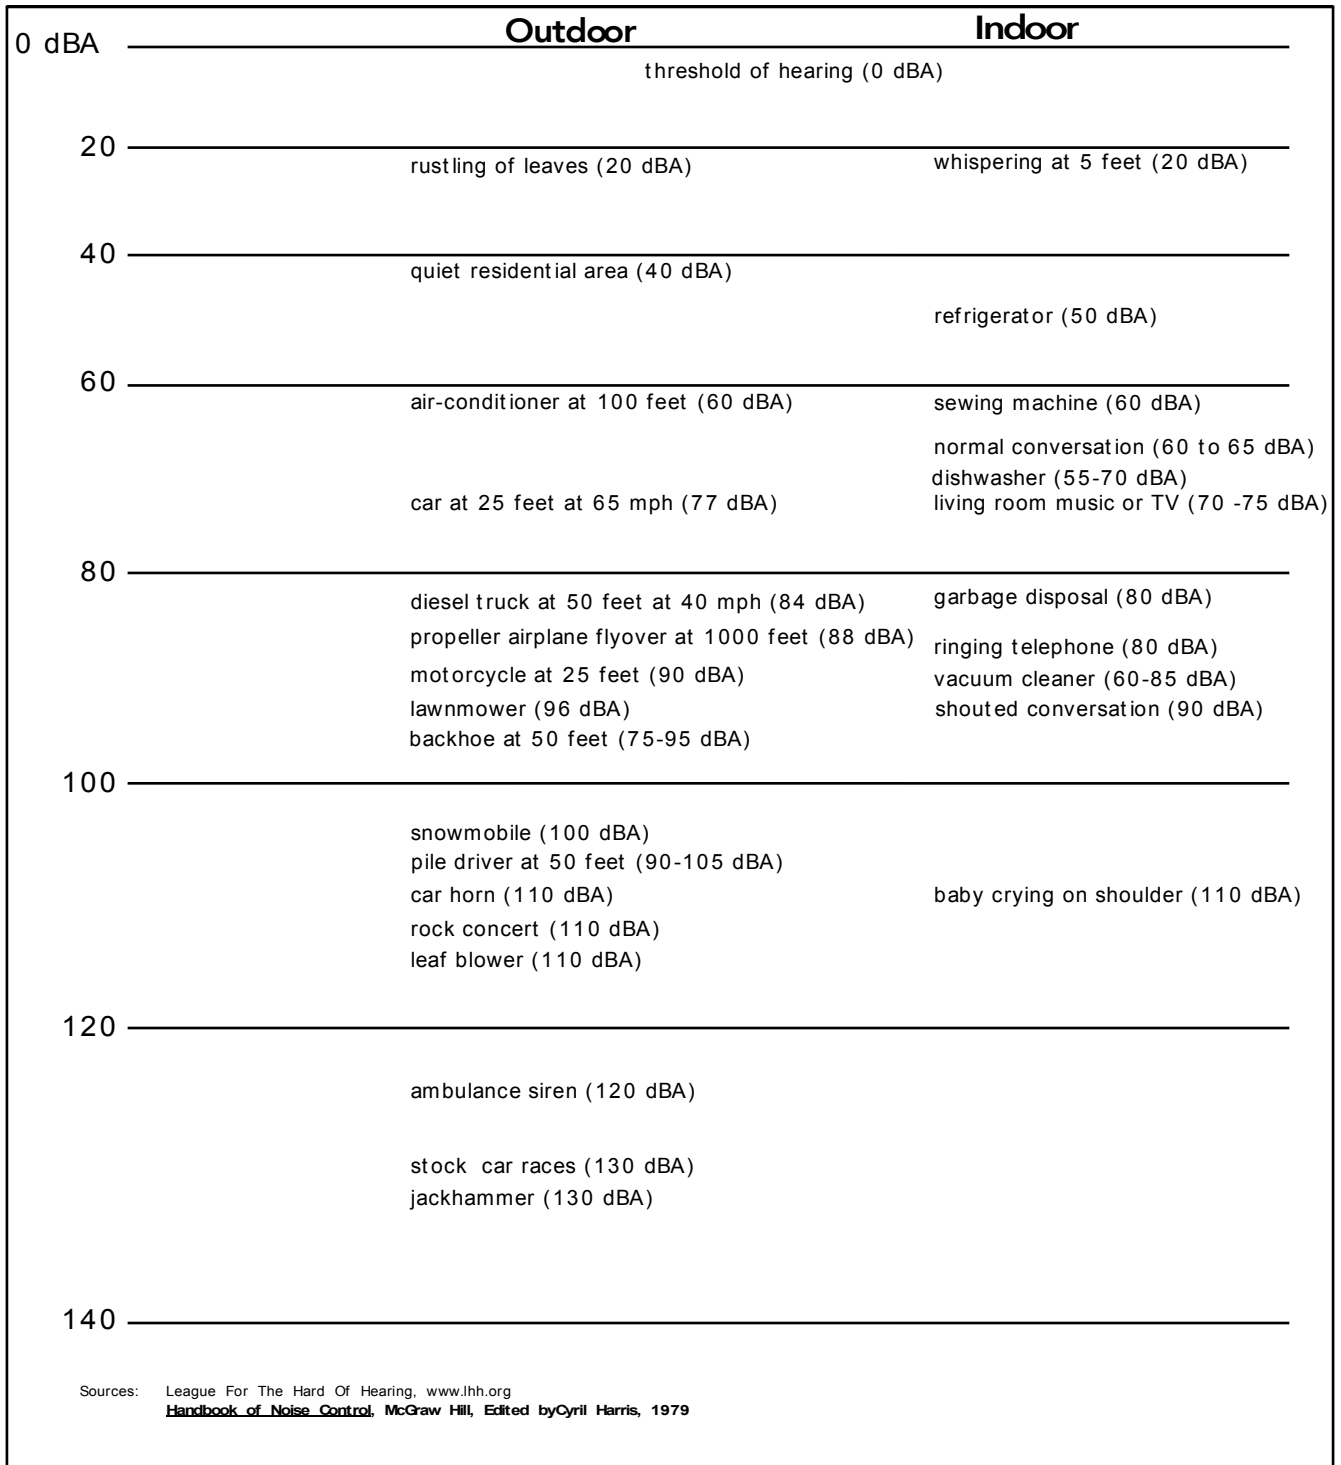 Outdoor Indoor
0 dBA
threshold of hearing (0 dBA)
20
rustling of leaves (20 dBA) whispering at 5 feet (20 dBA)
40
quiet residential area (40 dBA)
refrigerator (50 dBA)
60
air-conditioner at 100 feet (60 dBA) sewing machine (60 dBA)
normal conversation (60 to 65 dBA)
dishwasher (55-70 dBA)
car at 25 feet at 65 mph (77 dBA) living room music or TV (70 -75 dBA)
80
diesel truck at 50 feet at 40 mph (84 dBA) garbage disposal (80 dBA)
propeller airplane flyover at 1000 feet (88 dBA) ringing telephone (80 dBA)
motorcycle at 25 feet (90 dBA) vacuum cleaner (60-85 dBA)
lawnmower (96 dBA) shouted conversation (90 dBA)
backhoe at 50 feet (75-95 dBA)
100
snowmobile (100 dBA)
pile driver at 50 feet (90-105 dBA)
car horn (110 dBA) baby crying on shoulder (110 dBA)
rock concert (110 dBA)
leaf blower (110 dBA)
120
ambulance siren (120 dBA)
stock car races (130 dBA)
jackhammer (130 dBA)
140
Sources: League For The Hard Of Hearing, www.lhh.org
Handbook of Noise Control, McGraw Hill, Edited byCyril Harris, 1979